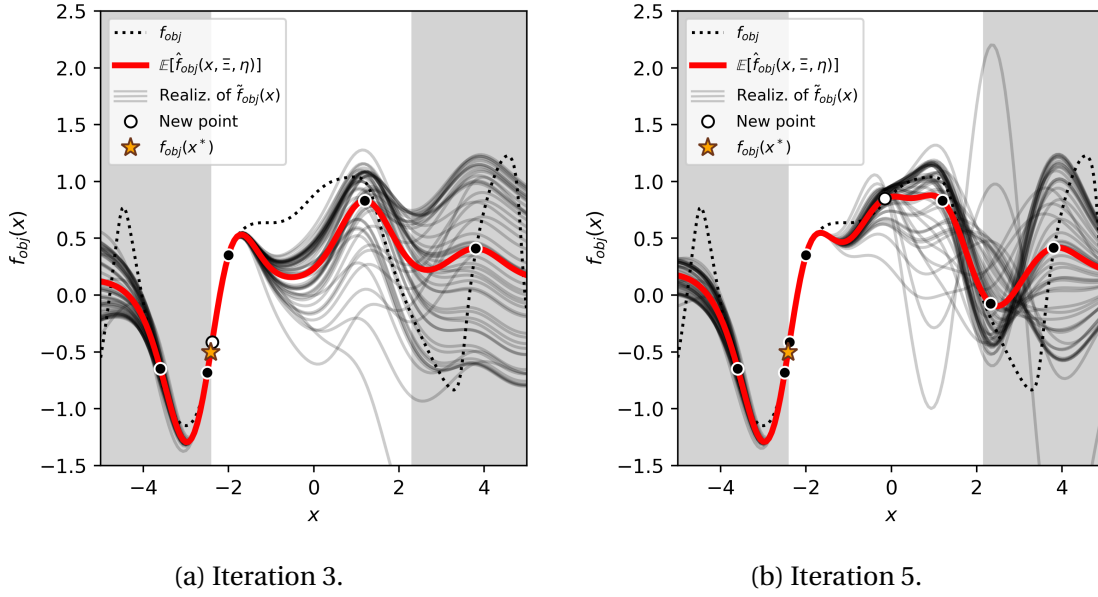 2.5
2.0
1.5
1.0
0.5
0.0
−0.5
−1.0
−1.5
f_obj(x)
−4 −2 0 2 4
x
f_obj
𝔼[f̂_obj(x, Ξ, η)]
Realiz. of f̃_obj(x)
New point
f_obj(x*)
(a) Iteration 3.
2.5
2.0
1.5
1.0
0.5
0.0
−0.5
−1.0
−1.5
f_obj(x)
−4 −2 0 2 4
x
f_obj
𝔼[f̂_obj(x, Ξ, η)]
Realiz. of f̃_obj(x)
New point
f_obj(x*)
(b) Iteration 5.